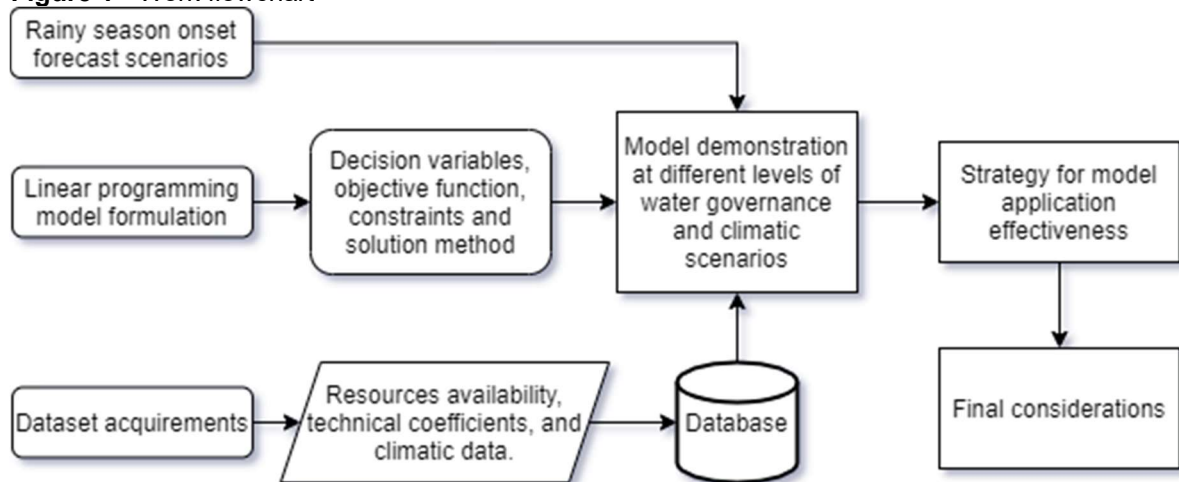 Rainy season onset
forecast scenarios
Linear programming
model formulation
Decision variables,
objective function,
constraints and
solution method
Model demonstration
at different levels of
water governance
and climatic
scenarios
Strategy for model
application
effectiveness
Dataset acquirements
Resources availability,
technical coefficients, and
climatic data.
Database
Final considerations